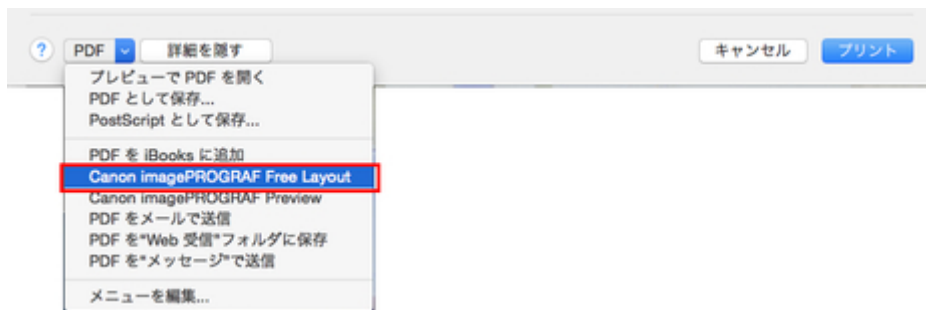 ? PDF 詳細を隠す キャンセル プリント
プレビューで PDF を開く
PDF として保存...
PostScript として保存...
PDF を iBooks に追加
Canon imagePROGRAF Free Layout
Canon imagePROGRAF Preview
PDF をメールで送信
PDF を"Web 受信"フォルダに保存
PDF を"メッセージ"で送信
メニューを編集...